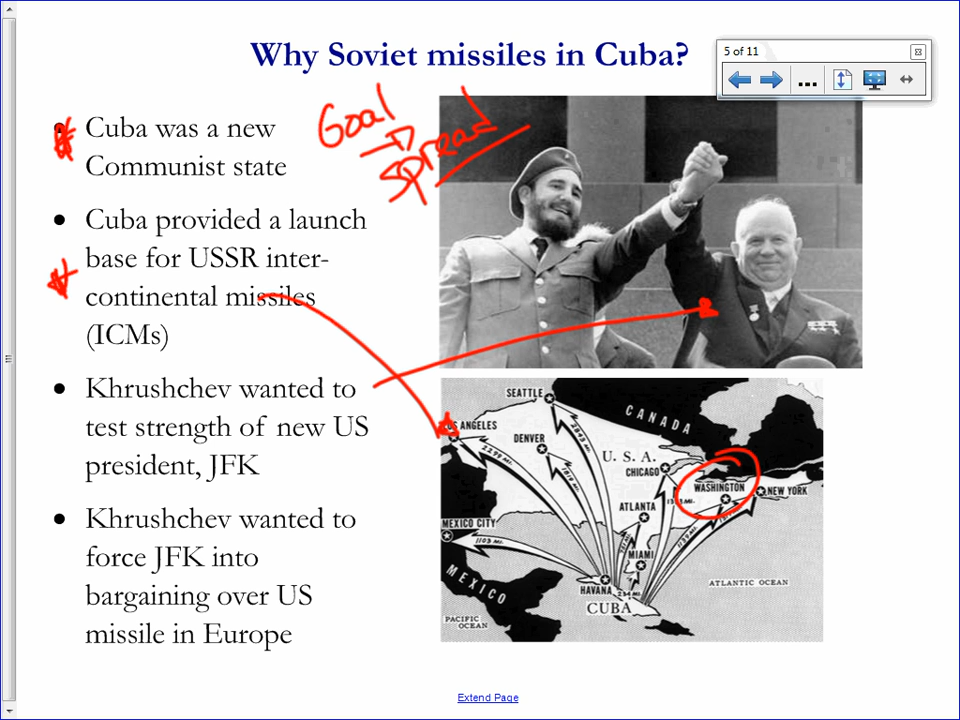 Why Soviet missiles in Cuba?
5 of 11
Goal
→ spread
• Cuba was a new
Communist state
• Cuba provided a launch
base for USSR inter-
continental missiles
(ICMs)
• Khrushchev wanted to
test strength of new US
president, JFK
• Khrushchev wanted to
force JFK into
bargaining over US
missile in Europe
SEATTLE
CANADA
LOS ANGELES
DENVER
U. S. A.
CHICAGO
WASHINGTON
NEW YORK
ATLANTA
MEXICO CITY
1103 MI.
MIAMI
HAVANA
CUBA
MEXICO
ATLANTIC OCEAN
PACIFIC
OCEAN
Extend Page